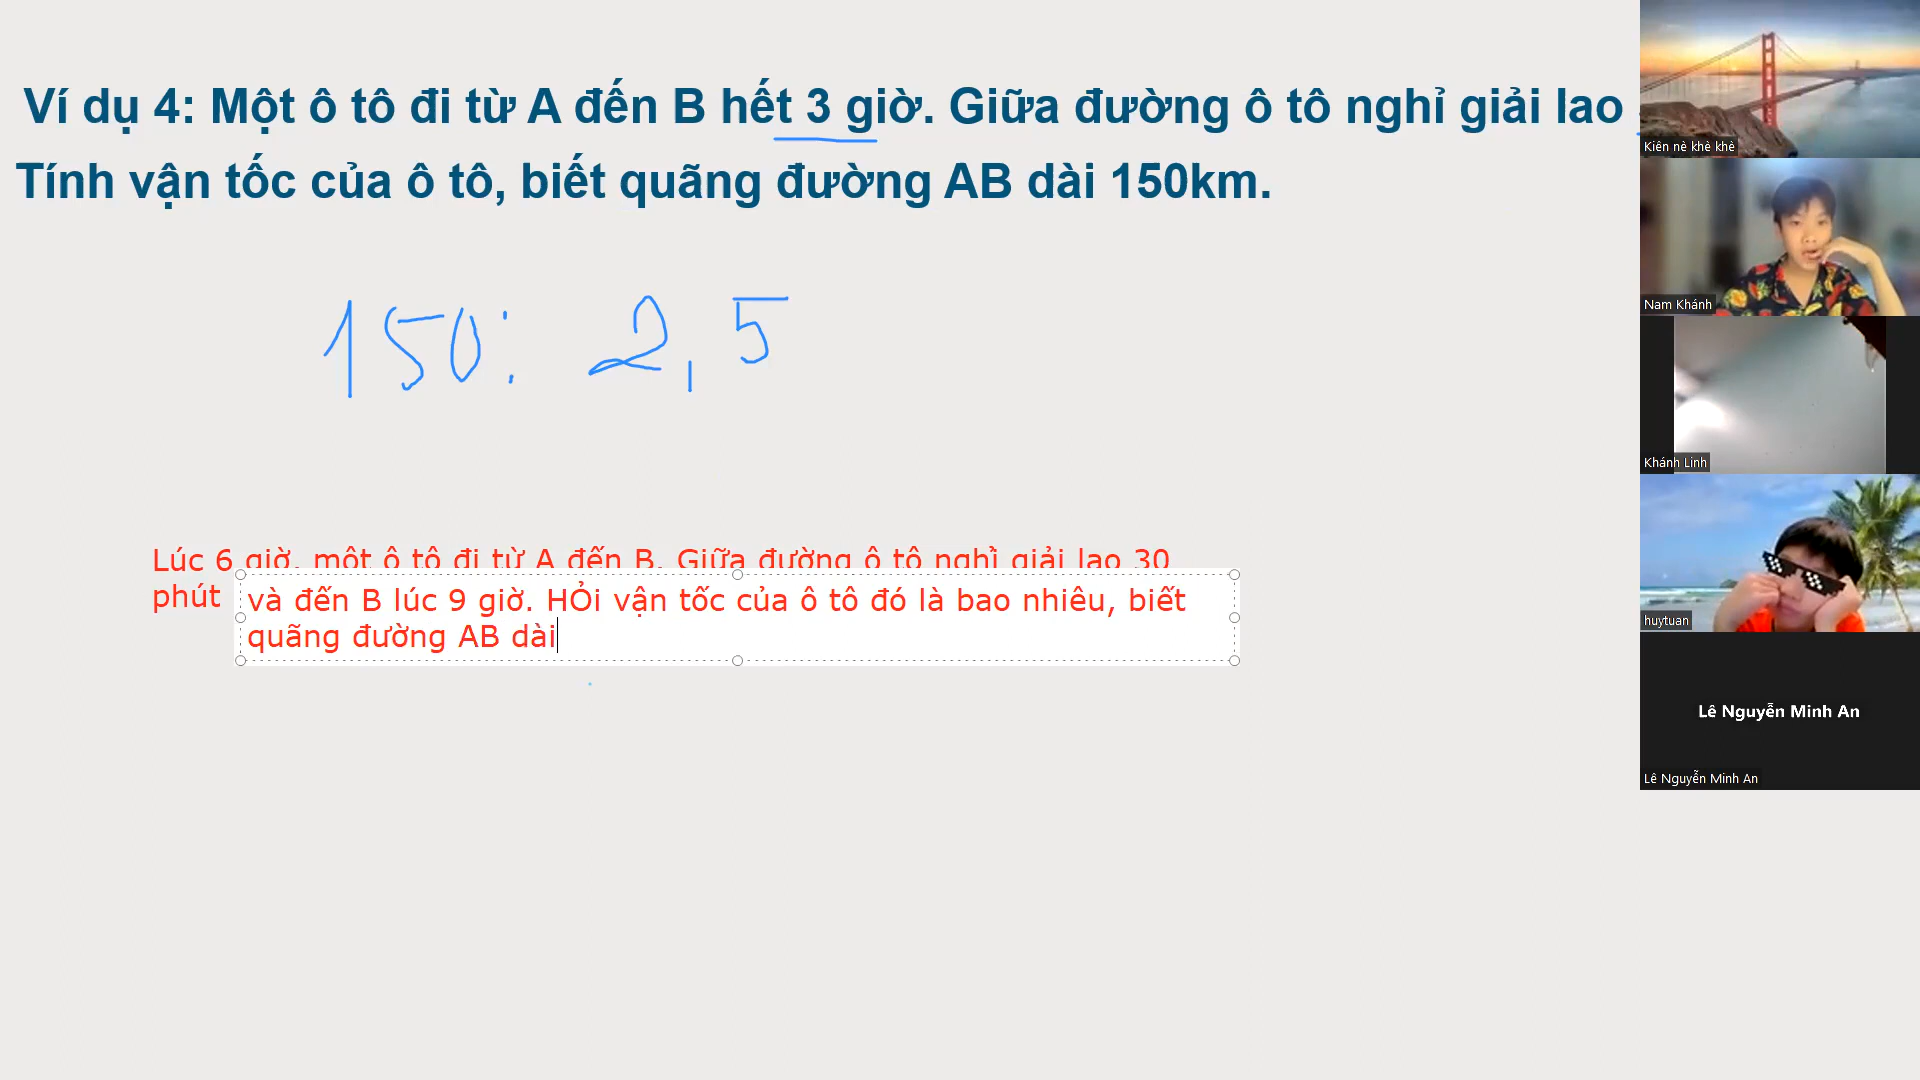 Ví dụ 4: Một ô tô đi từ A đến B hết 3 giờ. Giữa đường ô tô nghỉ giải lao
Tính vận tốc của ô tô, biết quãng đường AB dài 150km.
150: 2,5
Lúc 6 giờ, một ô tô đi từ A đến B. Giữa đường ô tô nghỉ giải lao 30
phút
và đến B lúc 9 giờ. HỎi vận tốc của ô tô đó là bao nhiêu, biết
quãng đường AB dài
Kiên nè khè khè
Nam Khánh
Khánh Linh
huytuan
Lê Nguyễn Minh An
Lê Nguyễn Minh An